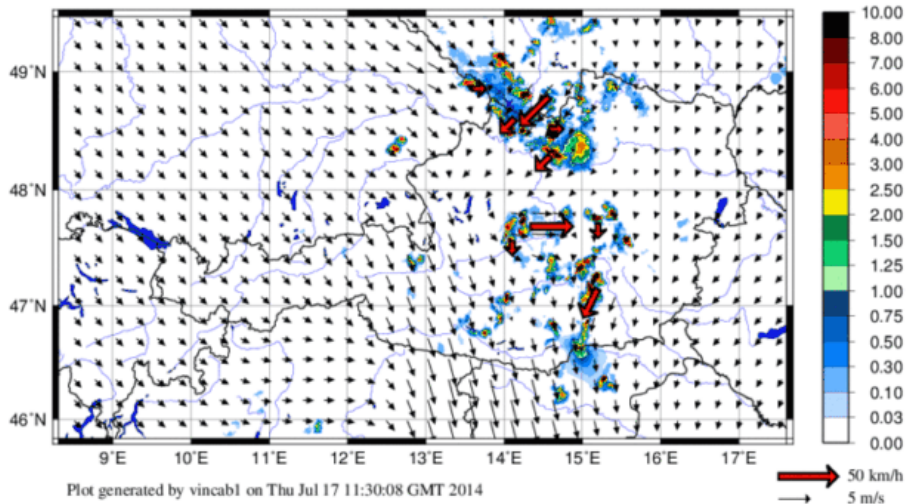 49°N
48°N
47°N
46°N
9°E 10°E 11°E 12°E 13°E 14°E 15°E 16°E 17°E
10.00
8.00
7.00
6.00
5.00
4.00
3.00
2.50
2.00
1.50
1.25
1.00
0.75
0.50
0.30
0.10
0.03
0.00
50 km/h
5 m/s
Plot generated by vincab1 on Thu Jul 17 11:30:08 GMT 2014